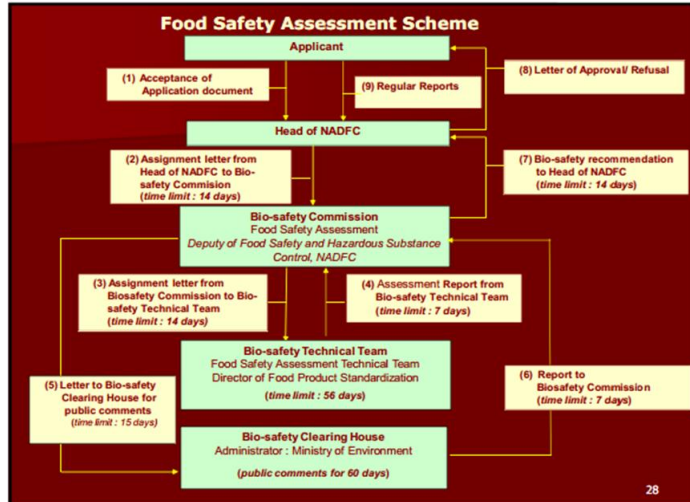 Food Safety Assessment Scheme
Applicant
(1) Acceptance of
Application document
(9) Regular Reports
(8) Letter of Approval/ Refusal
Head of NADFC
(2) Assignment letter from
Head of NADFC to Bio-
safety Commision
(time limit : 14 days)
(7) Bio-safety recommendation
to Head of NADFC
(time limit : 14 days)
Bio-safety Commission
Food Safety Assessment
Deputy of Food Safety and Hazardous Substance
Control, NADFC
(3) Assignment letter from
Biosafety Commission to Bio-
safety Technical Team
(time limit : 14 days)
(4) Assessment Report from
Bio-safety Technical Team
(time limit : 7 days)
Bio-safety Technical Team
Food Safety Assessment Technical Team
Director of Food Product Standardization
(time limit : 56 days)
(5) Letter to Bio-safety
Clearing House for
public comments
(time limit : 15 days)
(6) Report to
Biosafety Commission
(time limit : 7 days)
Bio-safety Clearing House
Administrator : Ministry of Environment
(public comments for 60 days)
28